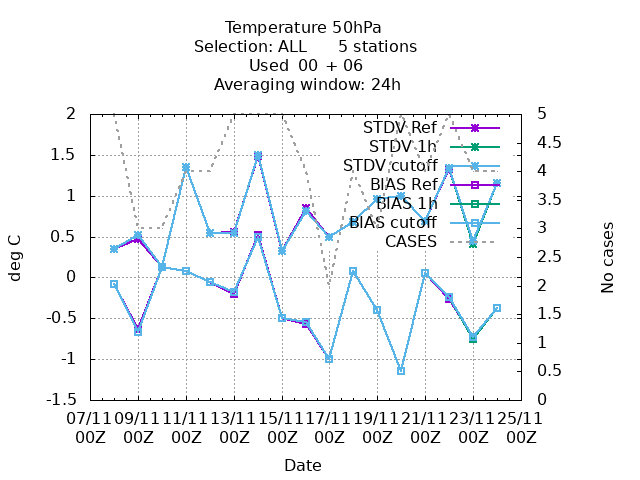 Temperature 50hPa
Selection: ALL 5 stations
Used 00 + 06
Averaging window: 24h
2
1.5
1
0.5
0
-0.5
-1
-1.5
deg C
5
4.5
4
3.5
3
2.5
2
1.5
1
0.5
0
No cases
STDV Ref
STDV 1h
STDV cutoff
BIAS Ref
BIAS 1h
BIAS cutoff
CASES
07/11 09/11 11/11 13/11 15/11 17/11 19/11 21/11 23/11 25/11
00Z 00Z 00Z 00Z 00Z 00Z 00Z 00Z 00Z 00Z
Date